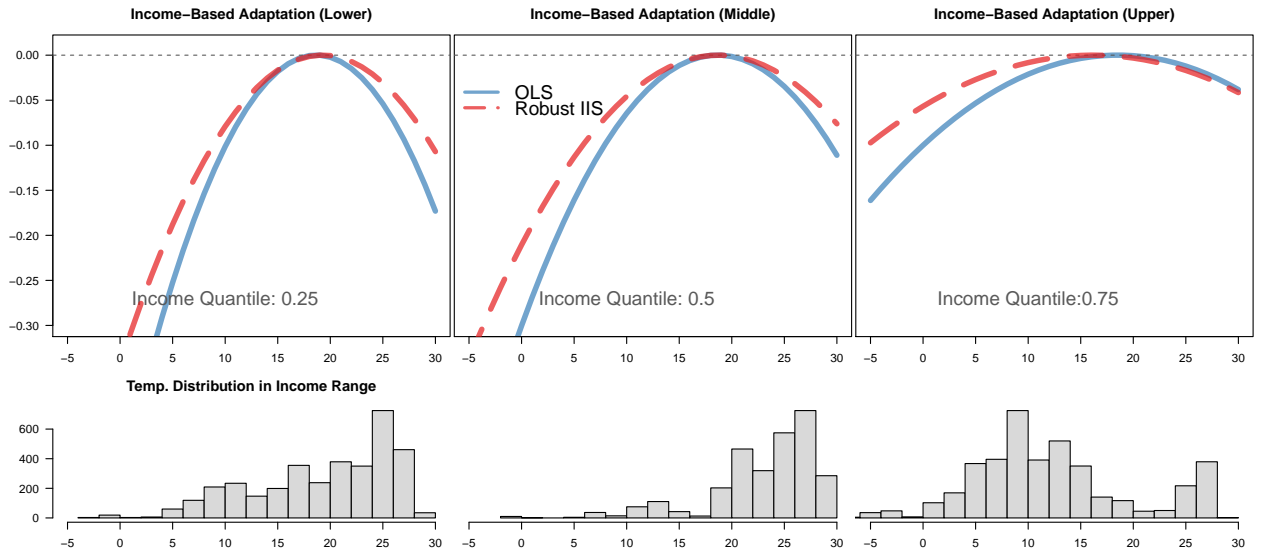 Income−Based Adaptation (Lower)
Income−Based Adaptation (Middle)
Income−Based Adaptation (Upper)
0.00
−0.05
−0.10
−0.15
−0.20
−0.25
−0.30
OLS
Robust IIS
Income Quantile: 0.25
Income Quantile: 0.5
Income Quantile:0.75
−5 0 5 10 15 20 25 30
−5 0 5 10 15 20 25 30
−5 0 5 10 15 20 25 30
Temp. Distribution in Income Range
600
400
200
0
−5 0 5 10 15 20 25 30
−5 0 5 10 15 20 25 30
−5 0 5 10 15 20 25 30